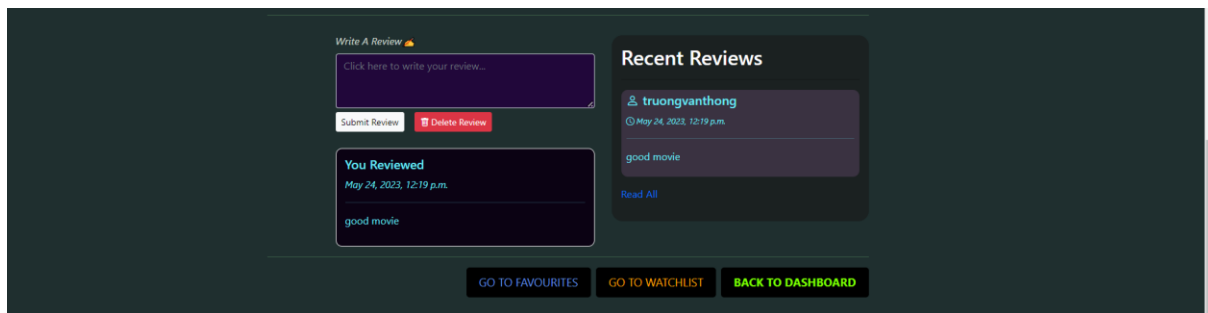 Write A Review ✍
Click here to write your review...
Submit Review
Delete Review
You Reviewed
May 24, 2023, 12:19 p.m.
good movie
Recent Reviews
truongvanthong
May 24, 2023, 12:19 p.m.
good movie
Read All
GO TO FAVOURITES
GO TO WATCHLIST
BACK TO DASHBOARD